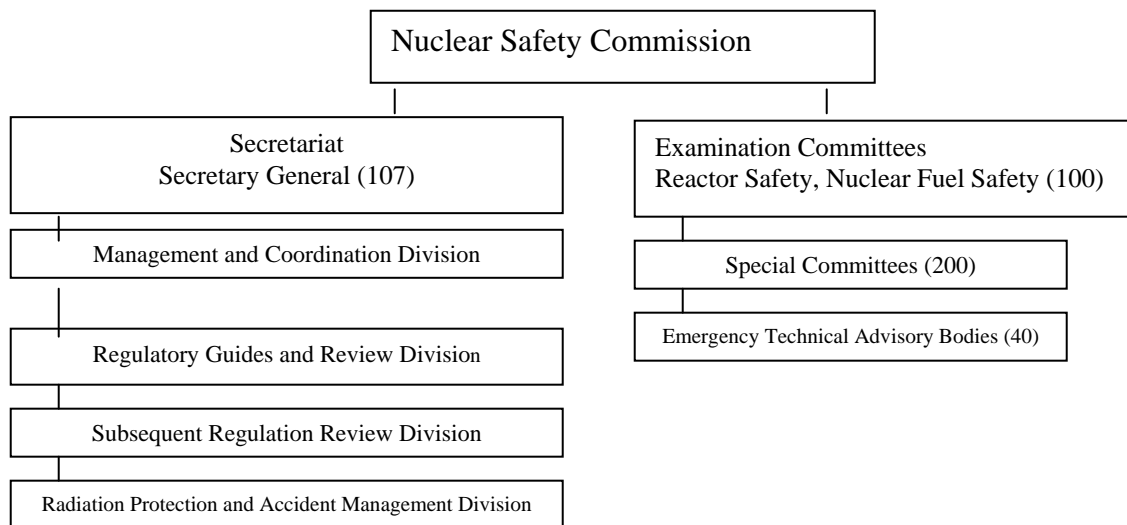 Nuclear Safety Commission
Secretariat
Secretary General (107)
Management and Coordination Division
Regulatory Guides and Review Division
Subsequent Regulation Review Division
Radiation Protection and Accident Management Division
Examination Committees
Reactor Safety, Nuclear Fuel Safety (100)
Special Committees (200)
Emergency Technical Advisory Bodies (40)